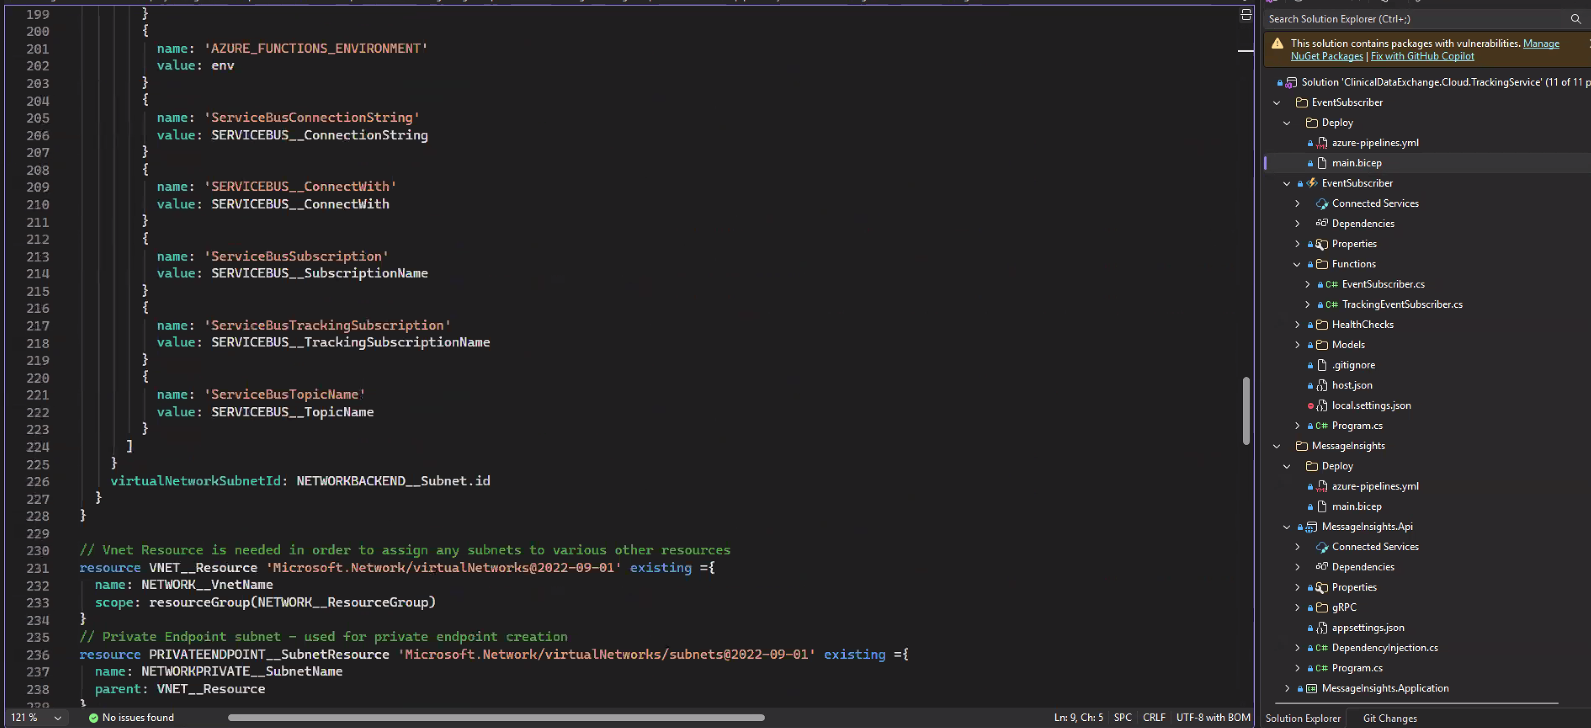 199 }
200 {
201 name: 'AZURE_FUNCTIONS_ENVIRONMENT'
202 value: env
203 }
204 {
205 name: 'ServiceBusConnectionString'
206 value: SERVICEBUS__ConnectionString
207 }
208 {
209 name: 'SERVICEBUS__ConnectWith'
210 value: SERVICEBUS__ConnectWith
211 }
212 {
213 name: 'ServiceBusSubscription'
214 value: SERVICEBUS__SubscriptionName
215 }
216 {
217 name: 'ServiceBusTrackingSubscription'
218 value: SERVICEBUS__TrackingSubscriptionName
219 }
220 {
221 name: 'ServiceBusTopicName'
222 value: SERVICEBUS__TopicName
223 }
224 ]
225 }
226 virtualNetworkSubnetId: NETWORKBACKEND__Subnet.id
227 }
228 }
229
230 // Vnet Resource is needed in order to assign any subnets to various other resources
231 resource VNET__Resource 'Microsoft.Network/virtualNetworks@2022-09-01' existing ={
232 name: NETWORK__VnetName
233 scope: resourceGroup(NETWORK__ResourceGroup)
234 }
235 // Private Endpoint subnet - used for private endpoint creation
236 resource PRIVATEENDPOINT__SubnetResource 'Microsoft.Network/virtualNetworks/subnets@2022-09-01' existing ={
237 name: NETWORKPRIVATE__SubnetName
238 parent: VNET__Resource
239 }
121 %
No issues found
Ln: 9, Ch: 5 SPC CRLF UTF-8 with BOM
Search Solution Explorer (Ctrl+;)
This solution contains packages with vulnerabilities. Manage
NuGet Packages | Fix with GitHub Copilot
Solution 'ClinicalDataExchange.Cloud.TrackingService' (11 of 11 p
EventSubscriber
Deploy
azure-pipelines.yml
main.bicep
EventSubscriber
Connected Services
Dependencies
Properties
Functions
C# EventSubscriber.cs
C# TrackingEventSubscriber.cs
HealthChecks
Models
.gitignore
host.json
local.settings.json
C# Program.cs
MessageInsights
Deploy
azure-pipelines.yml
main.bicep
MessageInsights.Api
Connected Services
Dependencies
Properties
gRPC
appsettings.json
C# DependencyInjection.cs
C# Program.cs
MessageInsights.Application
Solution Explorer Git Changes